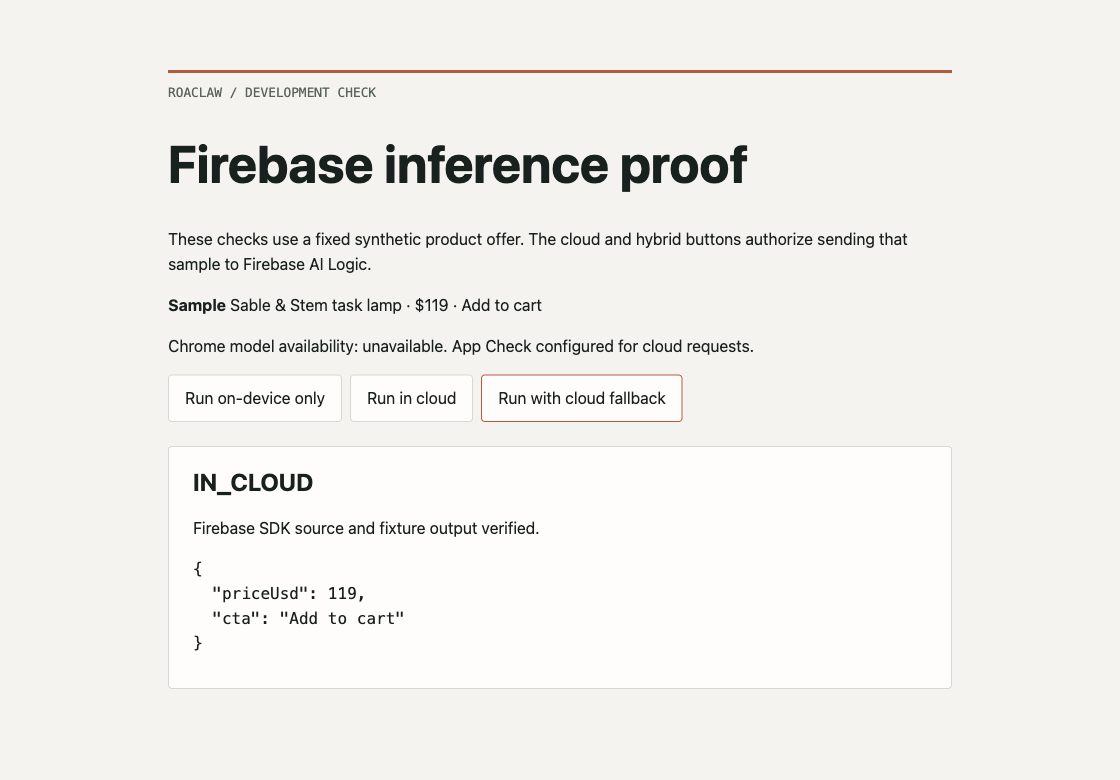 ROACLAW / DEVELOPMENT CHECK
Firebase inference proof
These checks use a fixed synthetic product offer. The cloud and hybrid buttons authorize sending that
sample to Firebase AI Logic.
Sample Sable & Stem task lamp · $119 · Add to cart
Chrome model availability: unavailable. App Check configured for cloud requests.
Run on-device only
Run in cloud
Run with cloud fallback
IN_CLOUD
Firebase SDK source and fixture output verified.
{
  "priceUsd": 119,
  "cta": "Add to cart"
}